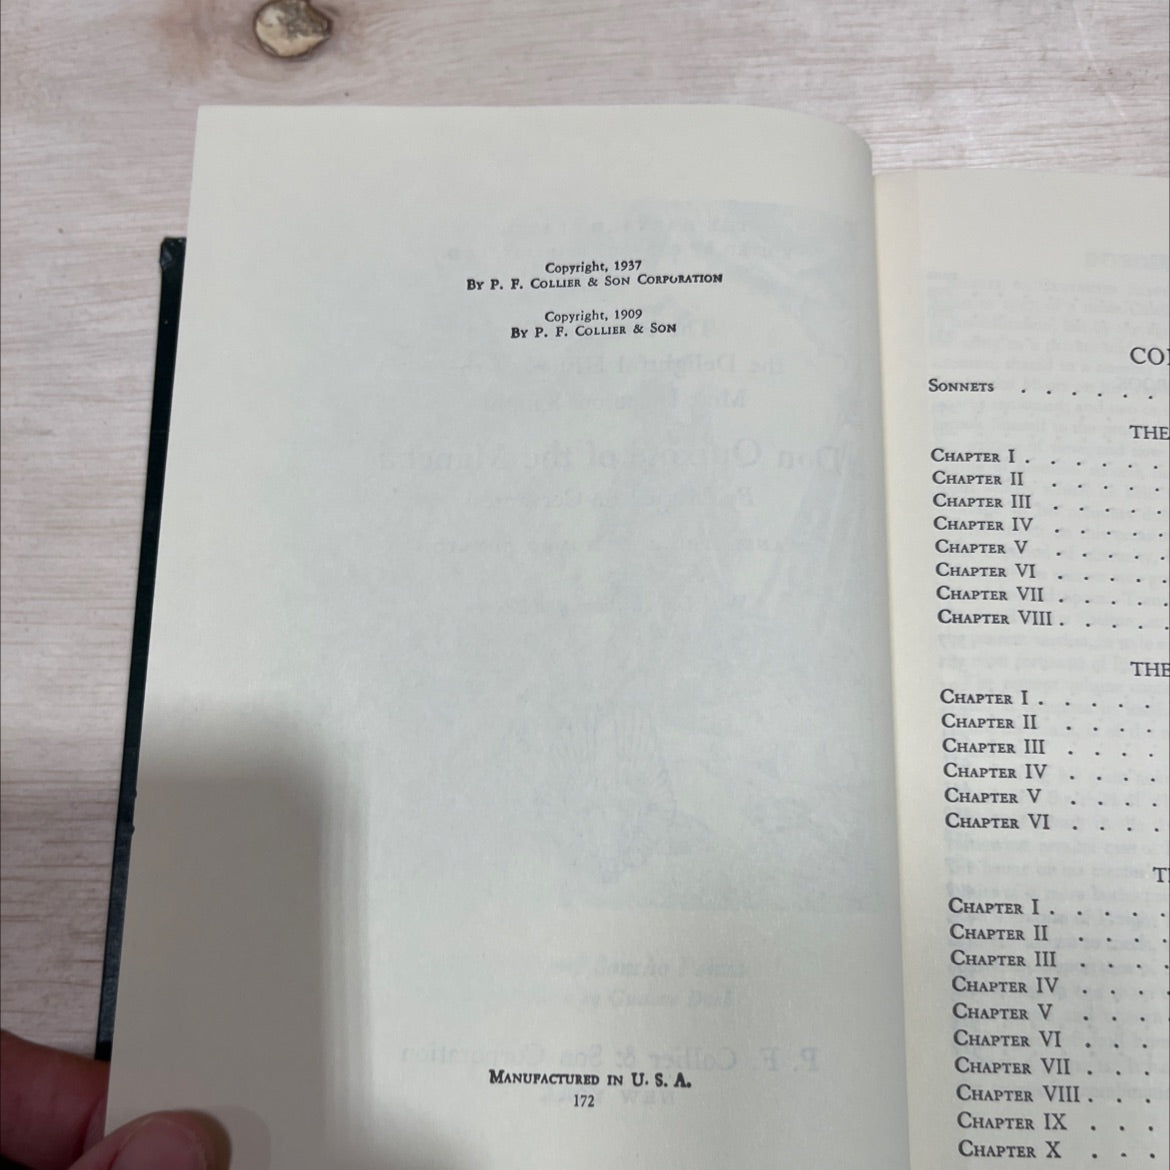 Copyright, 1937
By P. F. Collier & Son Corporation
Copyright, 1909
By P. F. Collier & Son
Manufactured in U. S. A.
172
Sonnets . . . . . .
THE
Chapter I . . . . . .
Chapter II . . . . .
Chapter III . . . . .
Chapter IV . . . . .
Chapter V . . . . .
Chapter VI . . . . .
Chapter VII . . . . .
Chapter VIII . . . . .
THE
Chapter I . . . . .
Chapter II . . . .
Chapter III . . . .
Chapter IV . . . .
Chapter V . . . .
Chapter VI . . . .
Chapter I . . . . .
Chapter II . . . .
Chapter III . . . .
Chapter IV . . . .
Chapter V . . .
Chapter VI . . .
Chapter VII . . . .
Chapter VIII . . .
Chapter IX . . .
Chapter X . . .